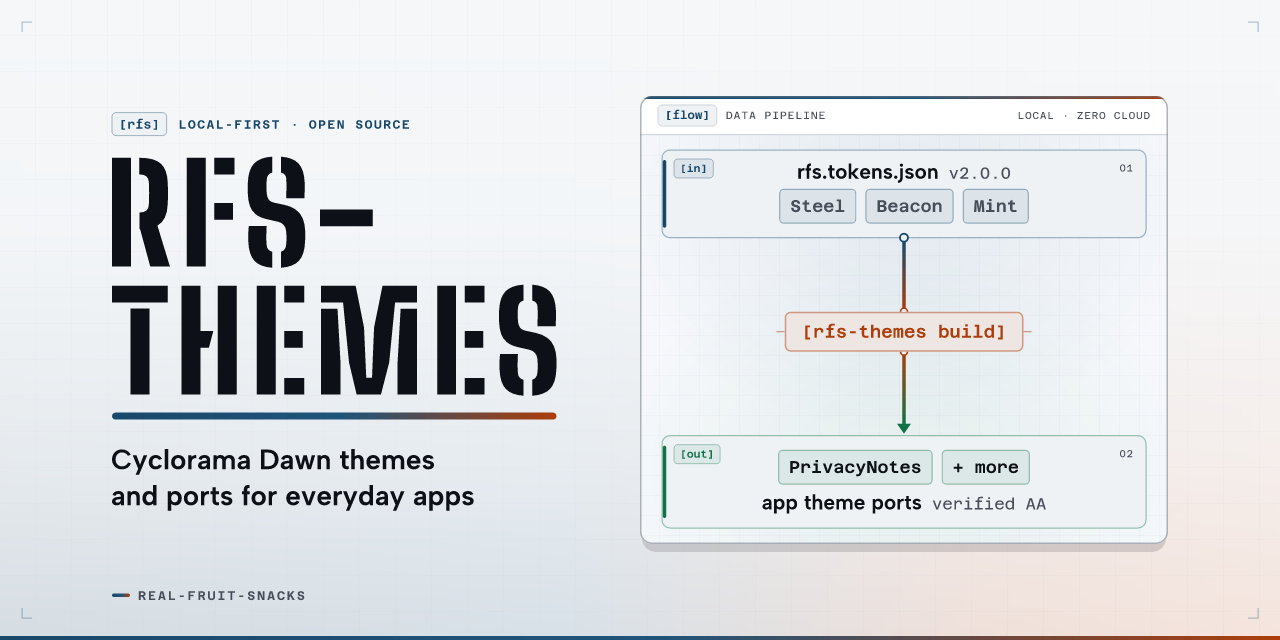 [rfs] LOCAL-FIRST · OPEN SOURCE
RFS-
THEMES
Cyclorama Dawn themes
and ports for everyday apps
REAL-FRUIT-SNACKS
[flow] DATA PIPELINE LOCAL · ZERO CLOUD
[in] rfs.tokens.json v2.0.0 01
Steel Beacon Mint
[rfs-themes build]
[out] PrivacyNotes + more 02
app theme ports verified AA